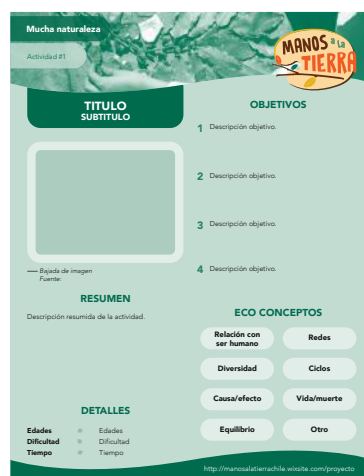 Mucha naturaleza
Actividad #1
MANOS a la
TIERRA
TITULO
SUBTITULO
Bajada de imagen
Fuente:
RESUMEN
Descripción resumida de la actividad.
DETALLES
Edades Edades
Dificultad Dificultad
Tiempo Tiempo
OBJETIVOS
1 Descripción objetivo.
2 Descripción objetivo.
3 Descripción objetivo.
4 Descripción objetivo.
ECO CONCEPTOS
Relación con
ser humano
Redes
Diversidad
Ciclos
Causa/efecto
Vida/muerte
Equilibrio
Otro
http://manosalatierrachile.wixsite.com/proyecto